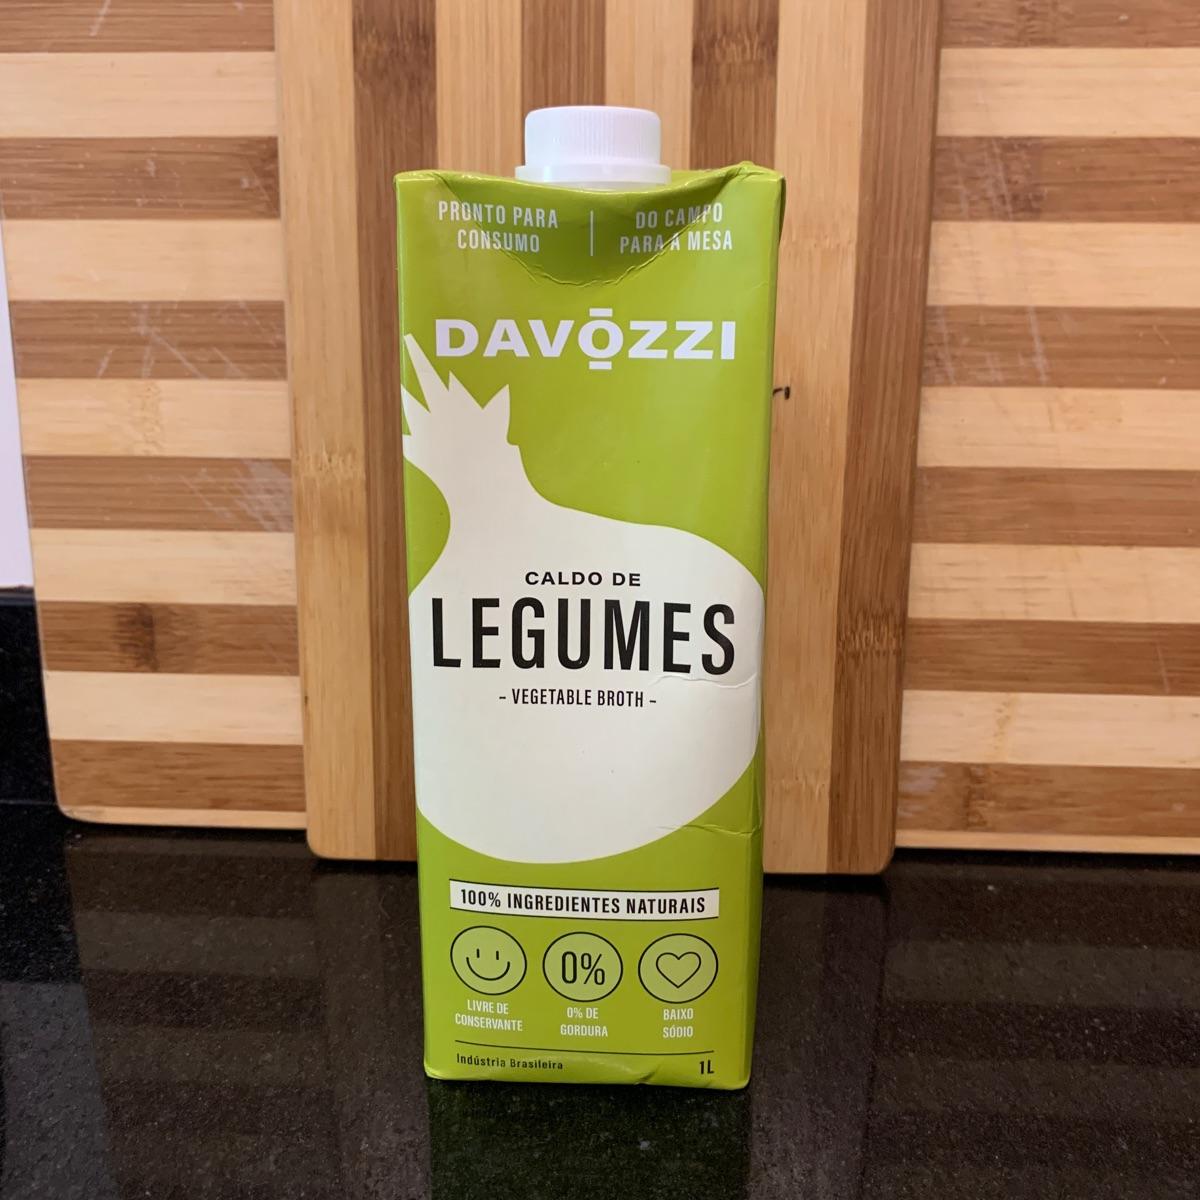 PRONTO PARA
CONSUMO
DO CAMPO
PARA A MESA
DAVŌZZI
CALDO DE
LEGUMES
- VEGETABLE BROTH -
100% INGREDIENTES NATURAIS
0%
LIVRE DE
CONSERVANTE
0% DE
GORDURA
BAIXO
SÓDIO
Indústria Brasileira
1L